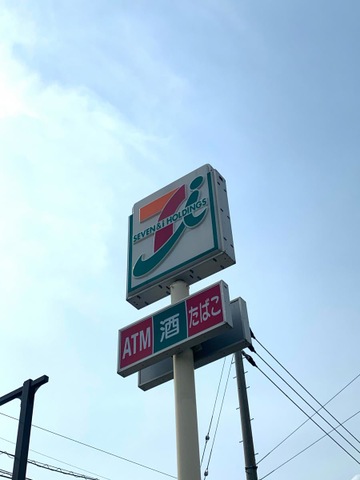 SEVEN & i HOLDINGS
ATM 酒 たばこ